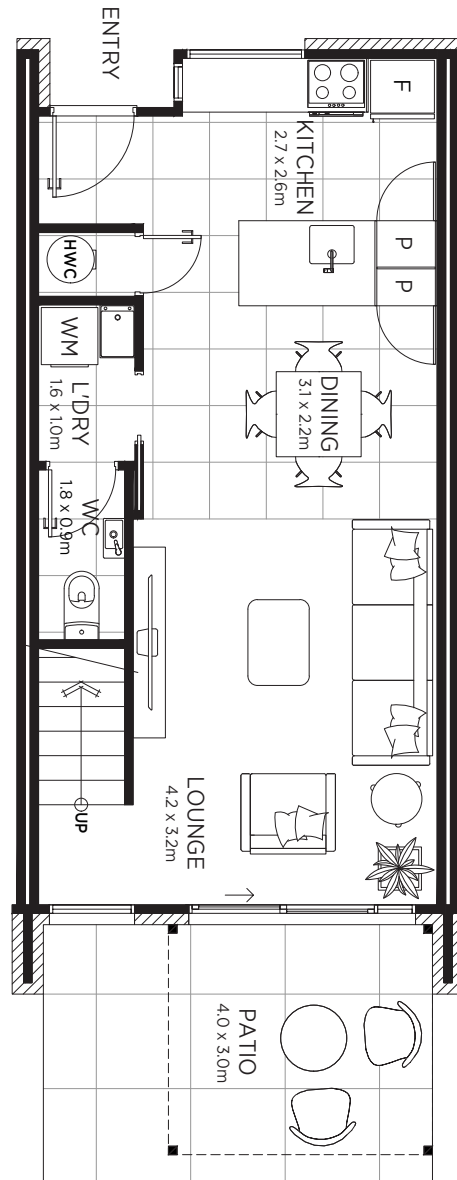 ENTRY
F
KITCHEN
2.7 x 2.6m
HWC
P
P
WM
L'DRY
1.6 x 1.0m
DINING
3.1 x 2.2m
WC
1.8 x 0.9m
UP
LOUNGE
4.2 x 3.2m
PATIO
4.0 x 3.0m